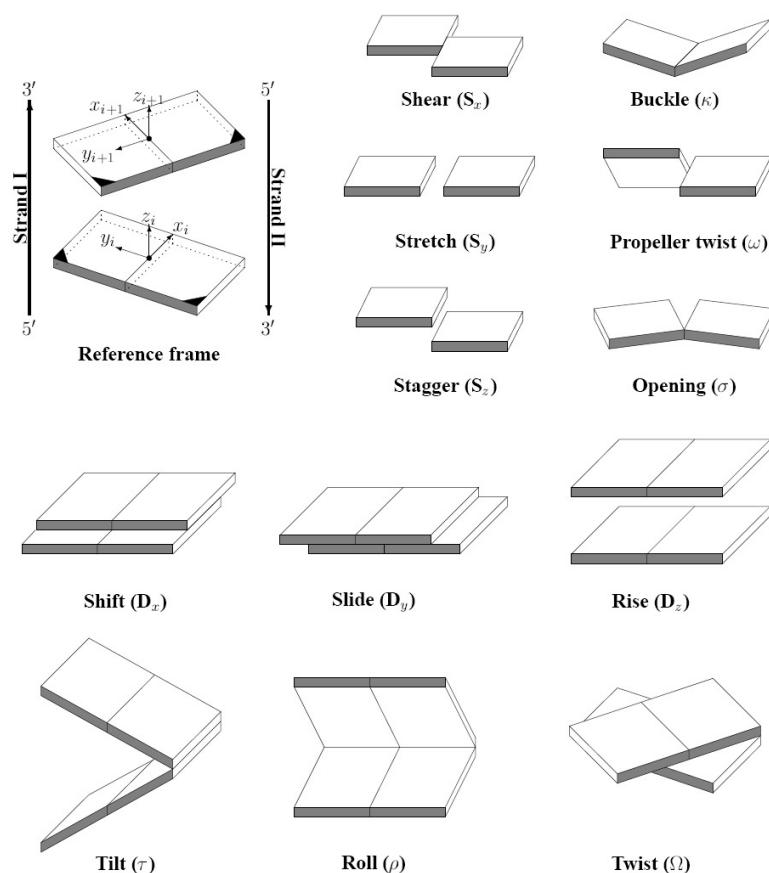 3′
5′
z_{i+1}
x_{i+1}
y_{i+1}
Strand I
Strand II
z_i
x_i
y_i
5′
3′
Reference frame
Shear (S_x)
Buckle (κ)
Stretch (S_y)
Propeller twist (ω)
Stagger (S_z)
Opening (σ)
Shift (D_x)
Slide (D_y)
Rise (D_z)
Tilt (τ)
Roll (ρ)
Twist (Ω)